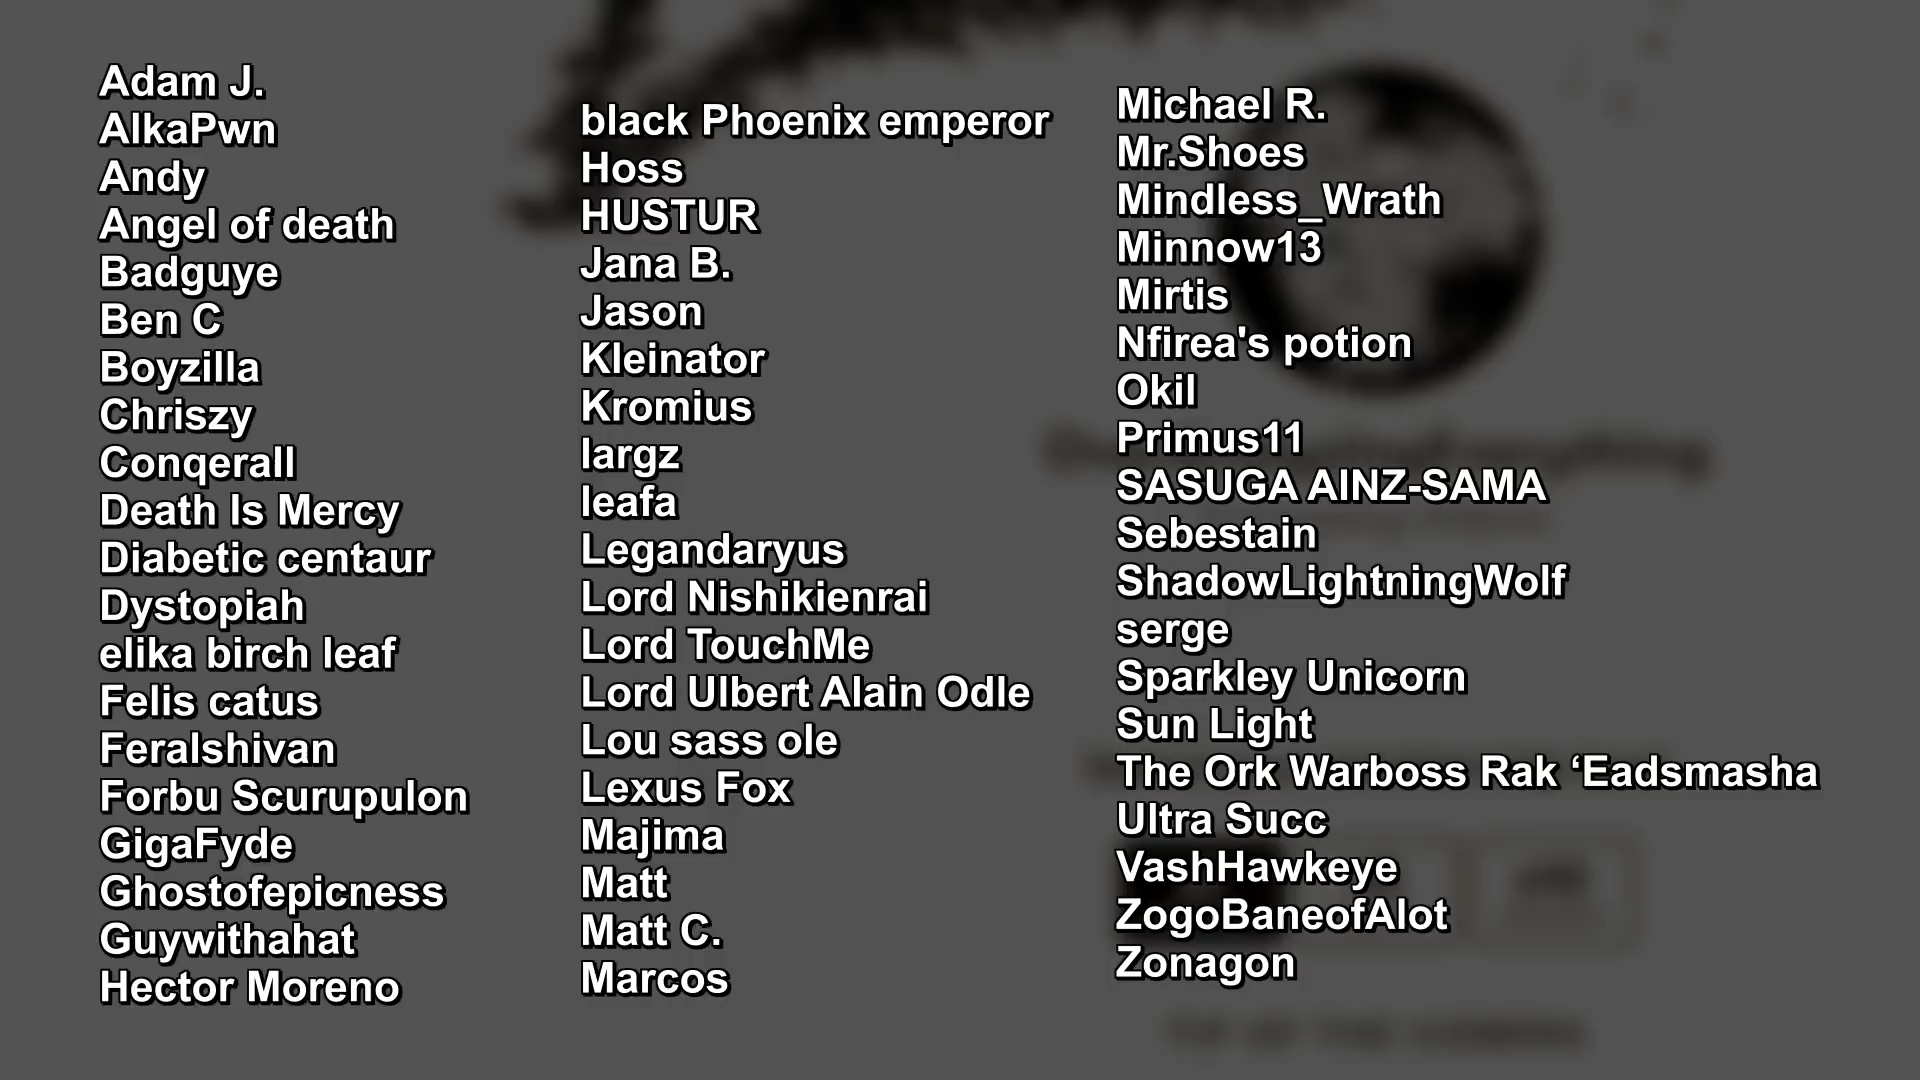 Adam J.
AlkaPwn
Andy
Angel of death
Badguye
Ben C
Boyzilla
Chriszy
Conqerall
Death Is Mercy
Diabetic centaur
Dystopiah
elika birch leaf
Felis catus
Feralshivan
Forbu Scurupulon
GigaFyde
Ghostofepicness
Guywithahat
Hector Moreno
black Phoenix emperor
Hoss
HUSTUR
Jana B.
Jason
Kleinator
Kromius
largz
leafa
Legandaryus
Lord Nishikienrai
Lord TouchMe
Lord Ulbert Alain Odle
Lou sass ole
Lexus Fox
Majima
Matt
Matt C.
Marcos
Michael R.
Mr.Shoes
Mindless_Wrath
Minnow13
Mirtis
Nfirea's potion
Okil
Primus11
SASUGA AINZ-SAMA
Sebestain
ShadowLightningWolf
serge
Sparkley Unicorn
Sun Light
The Ork Warboss Rak ‘Eadsmasha
Ultra Succ
VashHawkeye
ZogoBaneofAlot
Zonagon